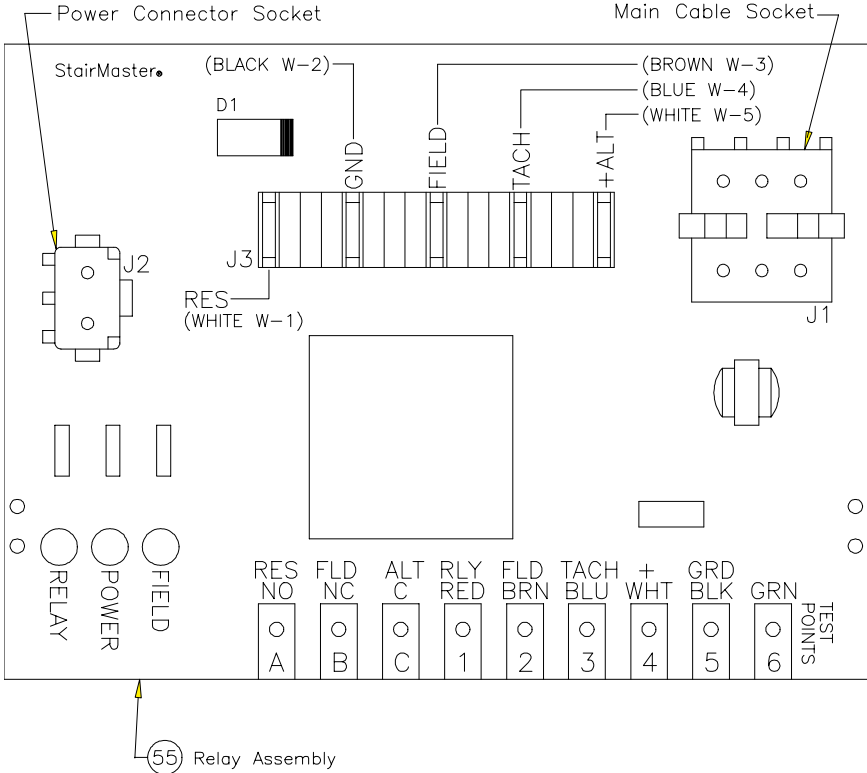 Power Connector Socket
Main Cable Socket
StairMaster®
(BLACK W-2)
(BROWN W-3)
(BLUE W-4)
(WHITE W-5)
D1
GND
FIELD
TACH
+ALT
J2
J3
J1
RES
(WHITE W-1)
RELAY
POWER
FIELD
RES NO
FLD NC
ALT C
RLY RED
FLD BRN
TACH BLU
+ WHT
GRD BLK
GRN
TEST POINTS
A B C 1 2 3 4 5 6
55 Relay Assembly